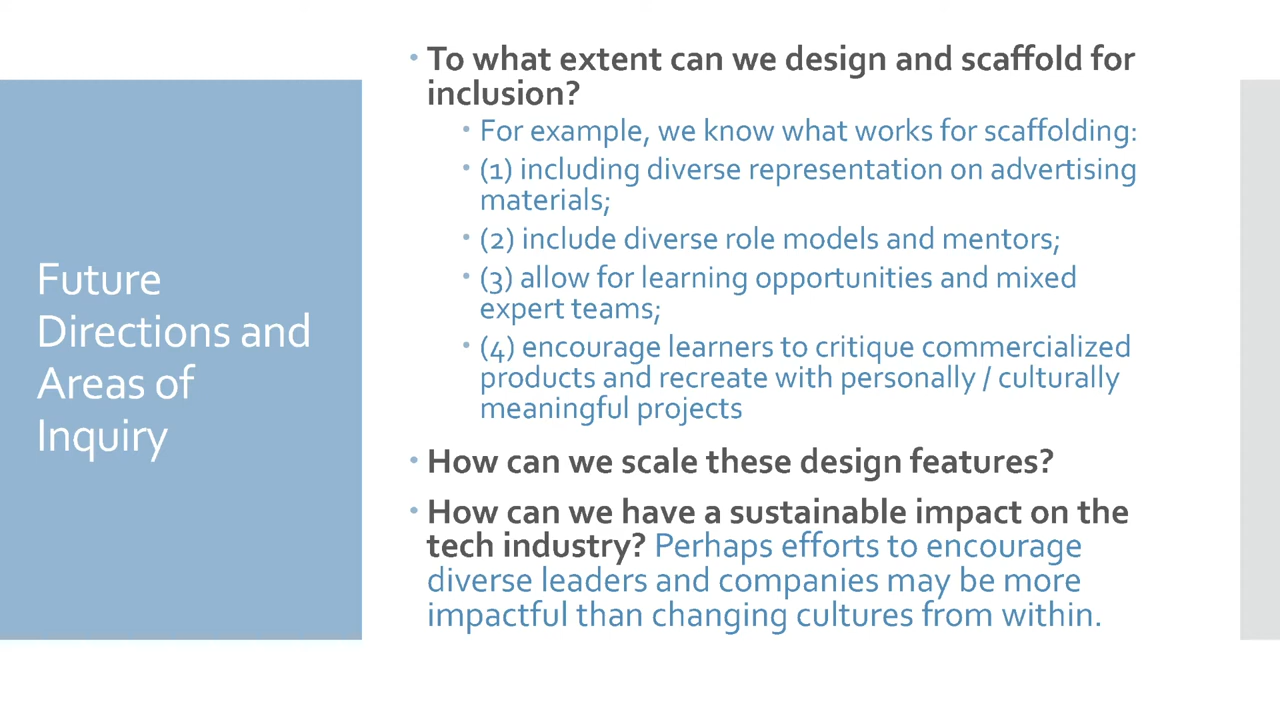 Future
Directions and
Areas of
Inquiry
• To what extent can we design and scaffold for
inclusion?
• For example, we know what works for scaffolding:
• (1) including diverse representation on advertising
materials;
• (2) include diverse role models and mentors;
• (3) allow for learning opportunities and mixed
expert teams;
• (4) encourage learners to critique commercialized
products and recreate with personally / culturally
meaningful projects
• How can we scale these design features?
• How can we have a sustainable impact on the
tech industry? Perhaps efforts to encourage
diverse leaders and companies may be more
impactful than changing cultures from within.